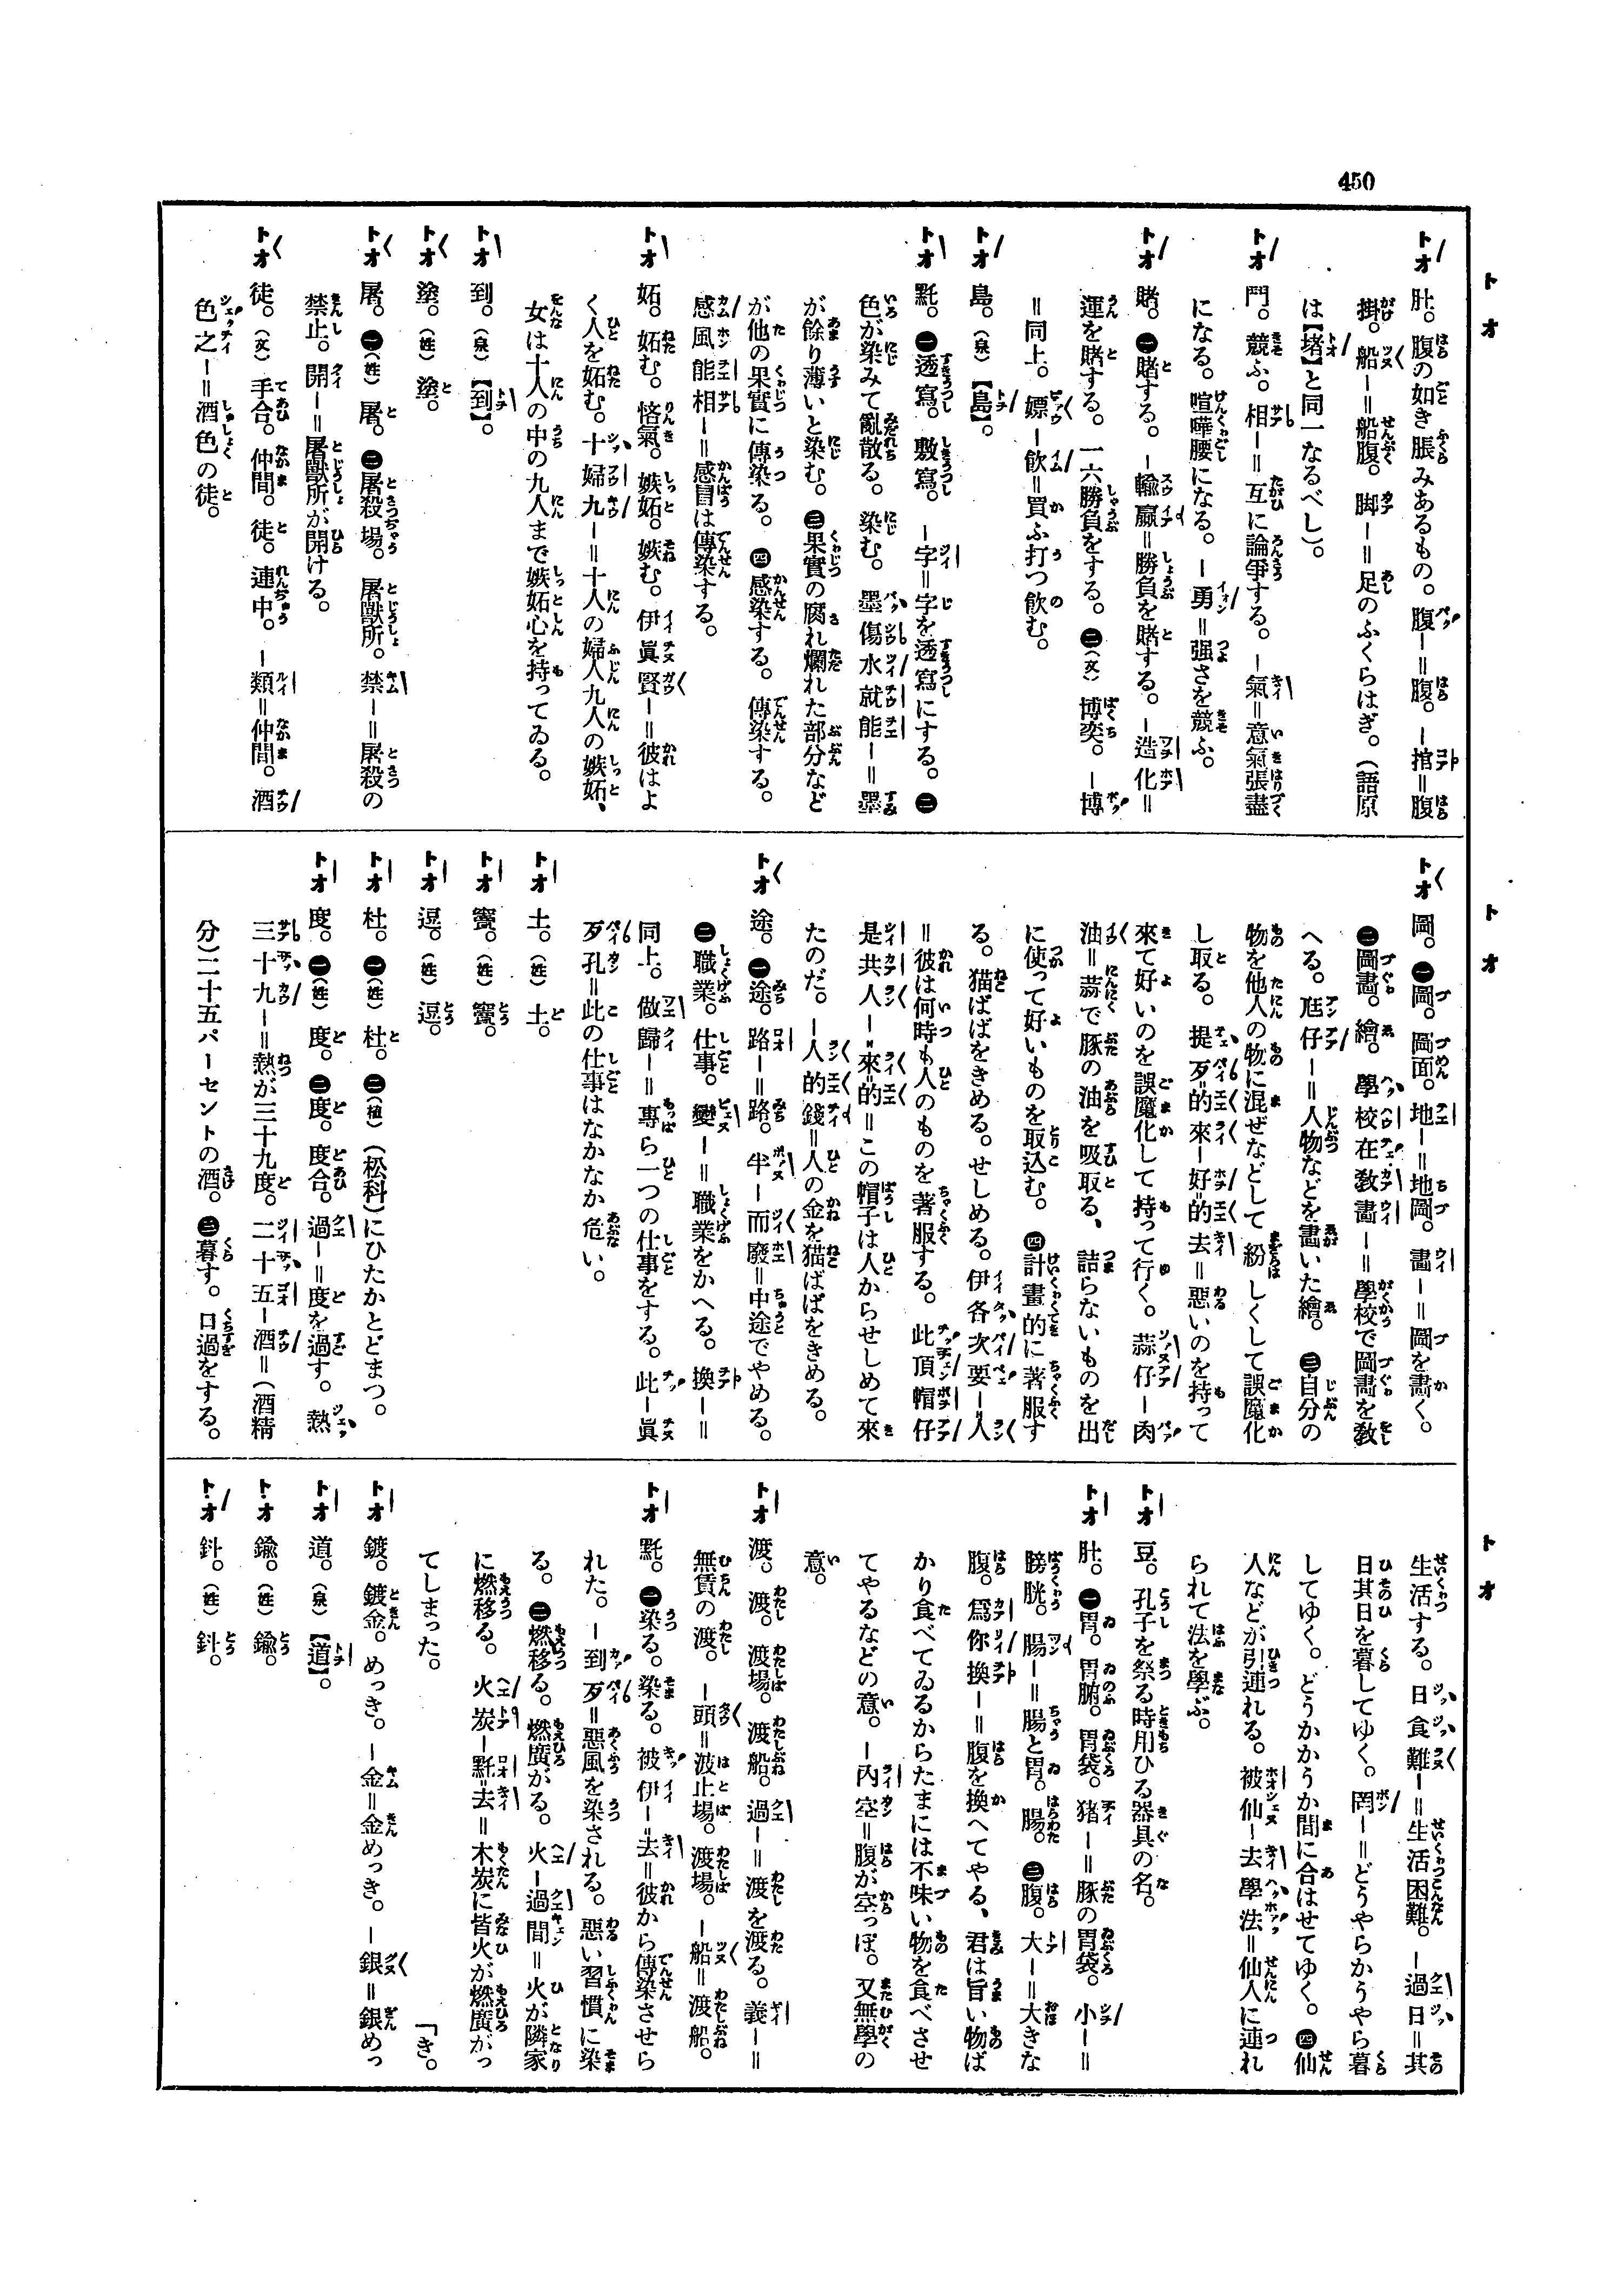 450
トオ
トオ 肚。腹の如き脹みあるもの。腹ー＝腹。ー掯＝腹
掛。船ー＝船腹。脚ー＝足のふくらはぎ。（語原
は【堵】と同一なるべし）。
トオ 鬥。競ふ。相ー＝互に論爭する。ー氣＝意氣張盡
になる。喧嘩腰になる。ー勇＝强さを競ふ。
トオ 賭。㊀賭する。ー輸贏＝勝負を賭する。ー造化＝
運を賭する。一六勝負をする。㊁（文）博奕。ー博
＝同上。嫖ー飮＝買ふ打つ飮む。
トオ 島。（泉）【島】。
トオ 㸃。㊀透寫。敷寫。ー字＝字を透寫にする。㊁
色が染みて亂散る。染む。墨傷水就能ー＝墨
が餘り薄いと染む。㊂果實の腐れ爛れた部分など
が他の果實に傳染る。㊃感染する。傳染する。
感風能相ー＝感冒は傳染する。
トオ 妬。妬む。悋氣。嫉妬。嫉む。伊眞賢ー＝彼はよ
く人を妬む。十婦九ー＝十人の婦人九人の嫉妬、
女は十人の中の九人まで嫉妬心を持ってゐる。
トオ 到。（泉）【到】。
トオ 塗。（姓）塗。
トオ 屠。㊀（姓）屠。㊁屠殺場。屠獸所。禁ー＝屠殺の
禁止。開ー＝屠獸所が開ける。
トオ 徒。（文）手合。仲間。徒。連中。ー類＝仲間。酒
色之ー＝酒色の徒。
トオ
トオ 圖。㊀圖。圖面。地ー＝地圖。畵ー＝圖を畵く。
㊁圖畵。繪。學校在敎畵ー＝學校で圖畵を敎
へる。尪仔ー＝人物などを畵いた繪。㊂自分の
物を他人の物に混ぜなどして紛しくして誤魔化
し取る。提歹的來ー好的去＝惡いのを持って
來て好いのを誤魔化して持って行く。蒜仔ー肉
油＝蒜で豚の油を吸取る、詰らないものを出
に使って好いものを取込む。㊃計畫的に著服す
る。猫ばばをきめる。せしめる。伊各次要ー人
＝彼は何時も人のものを著服する。此頂帽仔
是共人ー來的＝この帽子は人からせしめて來
たのだ。ー人的錢＝人の金を猫ばばをきめる。
トオ 途。㊀途。路ー＝路。半ー而廢＝中途でやめる。
㊁職業。仕事。變ー＝職業をかへる。換ー＝
同上。做歸ー＝專ら一つの仕事をする。此ー眞
歹孔＝此の仕事はなかなか危い。
トオ 土。（姓）土。
トオ 竇。（姓）竇。
トオ 逗。（姓）逗。
トオ 杜。㊀（姓）杜。㊁（植）（松科）にひたかとどまつ。
トオ 度。㊀（姓）度。㊁度。度合。過ー＝度を過す。熱
三十九ー＝熱が三十九度。二十五ー酒＝（酒精
分）二十五パーセントの酒。㊂暮す。口過をする。
トオ
生活する。日食難ー＝生活困難。ー過日＝其
日其日を暮してゆく。罔ー＝どうやらかうやら暮
してゆく。どうかかうか間に合はせてゆく。㊃仙
人などが引連れる。被仙ー去學法＝仙人に連れ
られて法を學ぶ。
トオ 豆。孔子を祭る時用ひる器具の名。
トオ 肚。㊀胃。胃腑。胃袋。猪ー＝豚の胃袋。小ー＝
膀胱。腸ー＝腸と胃。腸。㊁腹。大ー＝大きな
腹。爲你換ー＝腹を換へてやる、君は旨い物ば
かり食べてゐるからたまには不味い物を食べさせ
てやるなどの意。ー內空＝腹が空っぽ。又無學の
意。
トオ 渡。渡。渡場。渡船。過ー＝渡を渡る。義ー＝
無賃の渡。ー頭＝波止場。渡場。ー船＝渡船。
トオ 㸃。㊀染る。染る。被伊ー去＝彼から傳染させら
れた。ー到歹＝惡風を染される。惡い習慣に染
る。㊁燃移る。燃廣がる。火ー過間＝火が隣家
に燃移る。火炭ー㸃去＝木炭に皆火が燃廣がっ
てしまった。
トオ 鍍。鍍金。めっき。ー金＝金めっき。ー銀＝銀めっ
「き。
トオ 道。（泉）【道】。
トオ 鍮。（姓）鍮。
トオ 鈄。（姓）鈄。